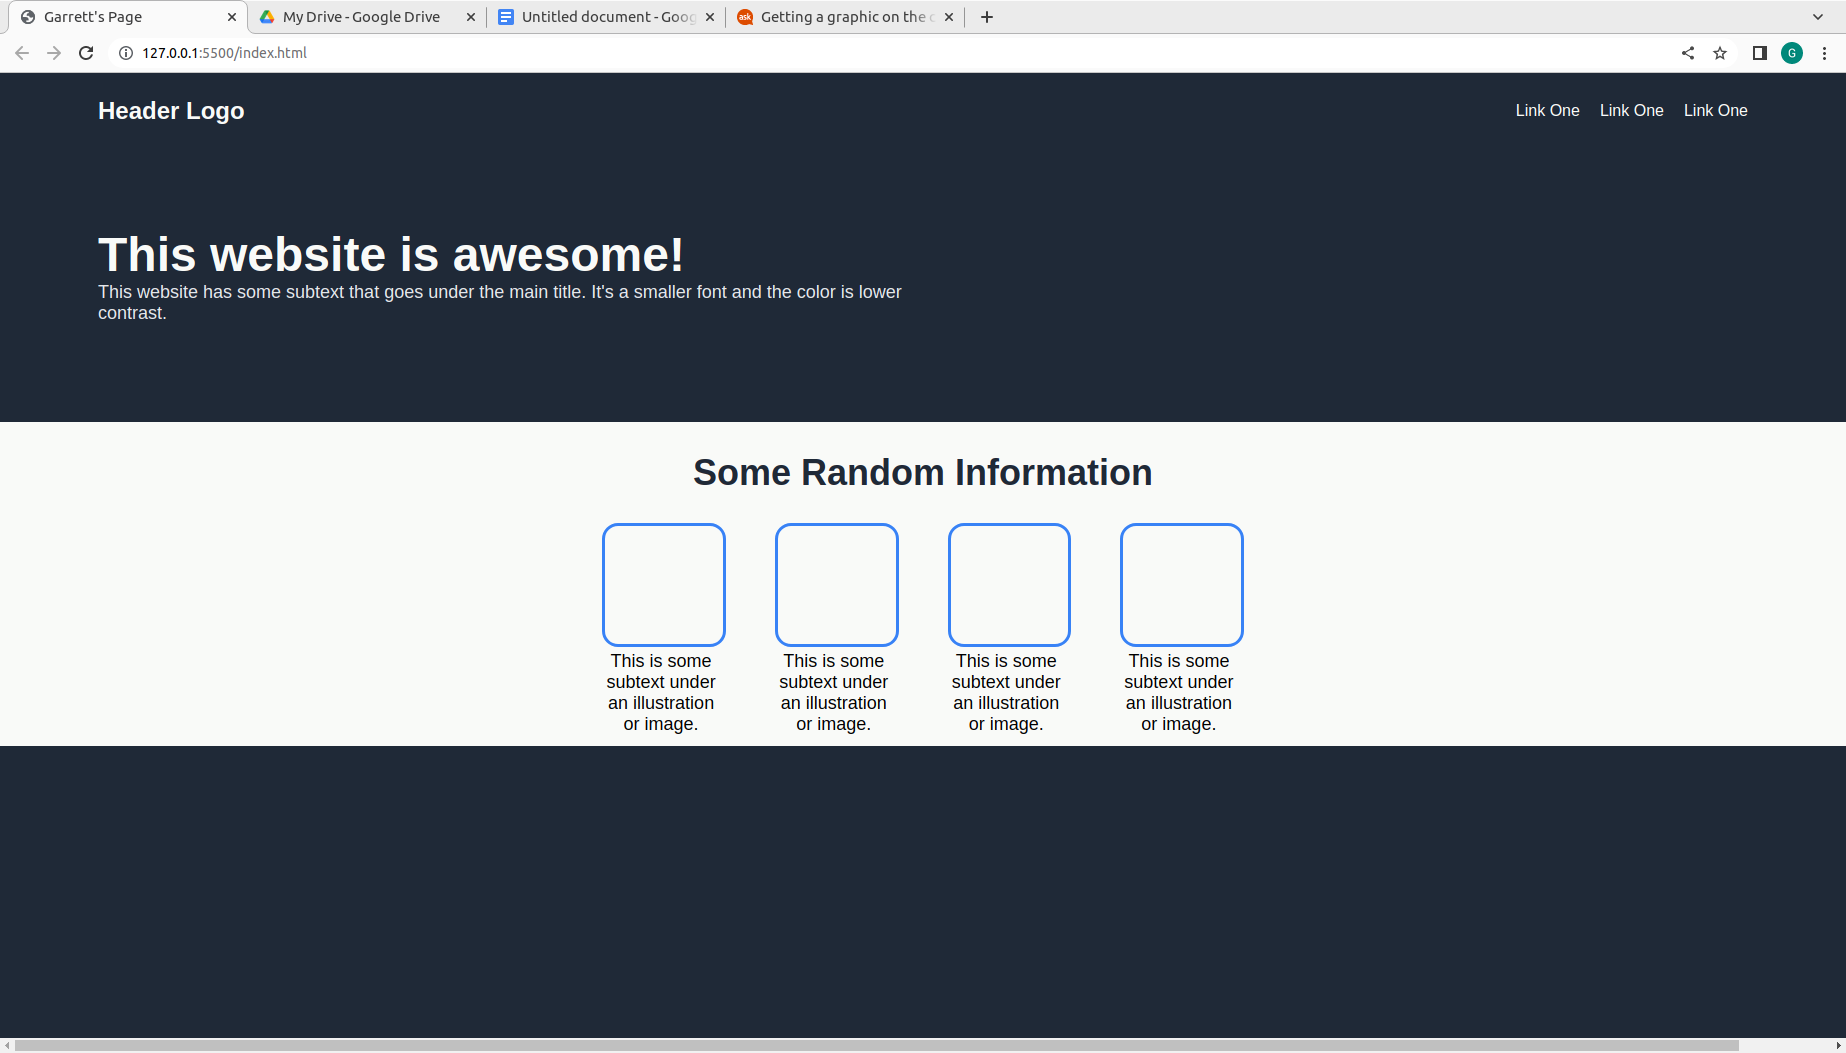 Garrett's Page
My Drive - Google Drive
Untitled document - Goog
Getting a graphic on the
127.0.0.1:5500/index.html
G
Header Logo
Link One Link One Link One
This website is awesome!
This website has some subtext that goes under the main title. It's a smaller font and the color is lower
contrast.
Some Random Information
This is some
subtext under
an illustration
or image.
This is some
subtext under
an illustration
or image.
This is some
subtext under
an illustration
or image.
This is some
subtext under
an illustration
or image.